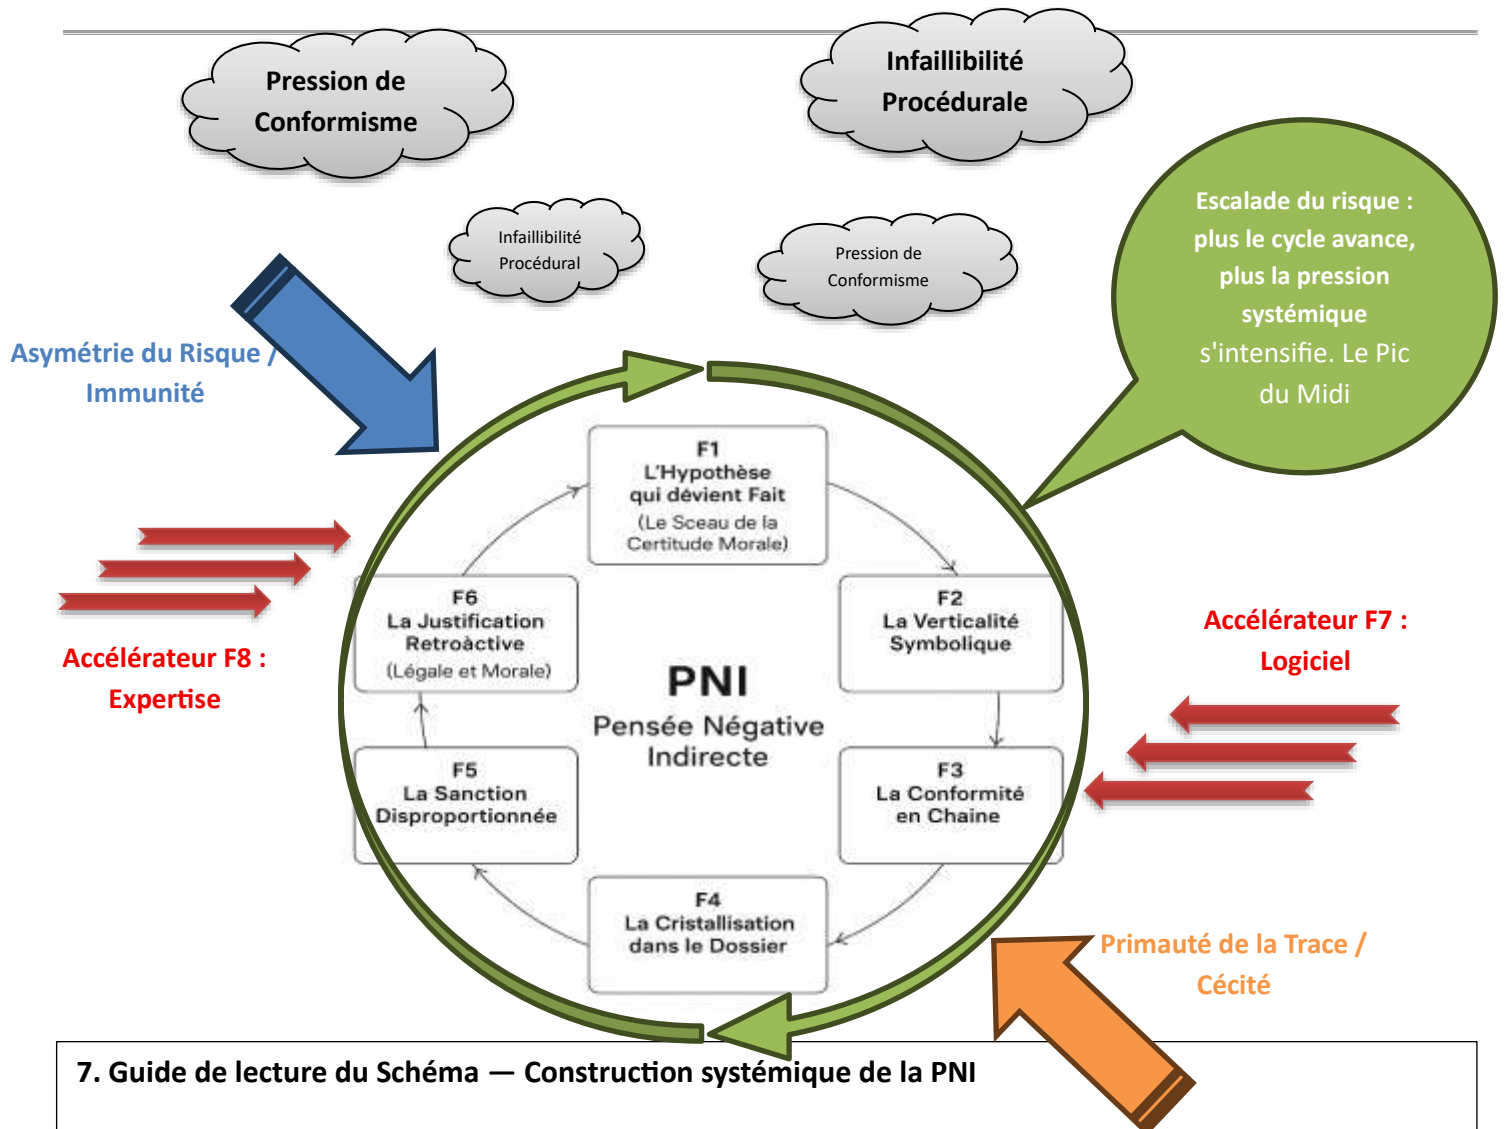 Pression de
Conformisme
Infaillibilité
Procédurale
Infaillibilité
Procédural
Pression de
Conformisme
Escalade du risque :
plus le cycle avance,
plus la pression
systémique
s'intensifie. Le Pic
du Midi
Asymétrie du Risque /
Immunité
F1
L'Hypothèse
qui dévient Fait
(Le Sceau de la
Certitude Morale)
F2
La Verticalité
Symbolique
F3
La Conformité
en Chaine
F4
La Cristallisation
dans le Dossier
F5
La Sanction
Disproportionnée
F6
La Justification
Retroàctive
(Légale et Morale)
PNI
Pensée Négative
Indirecte
Accélérateur F8 :
Expertise
Accélérateur F7 :
Logiciel
Primauté de la Trace /
Cécité
7. Guide de lecture du Schéma — Construction systémique de la PNI